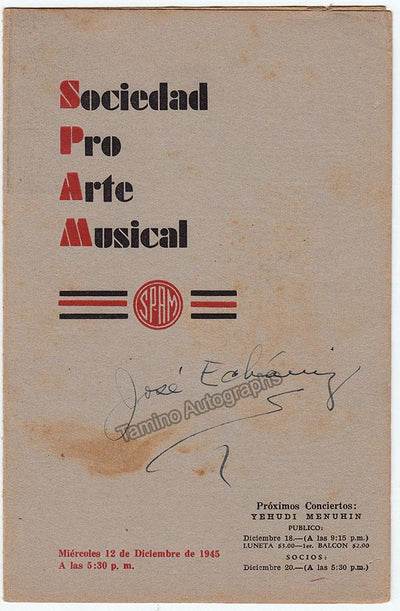 Sociedad
Pro
Arte
Musical
SPAM
José Echániz
Tamino Autographs
Próximos Conciertos:
YEHUDI MENUHIN
PUBLICO:
Diciembre 18.—(A las 9:15 p.m.)
LUNETA $3.00—1er. BALCON $2.00
SOCIOS:
Diciembre 20.—(A las 5:30 p.m.)
Miércoles 12 de Diciembre de 1945
A las 5:30 p. m.